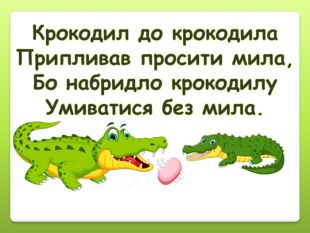 Крокодил до крокодила
Припливав просити мила,
Бо набридло крокодилу
Умиватися без мила.